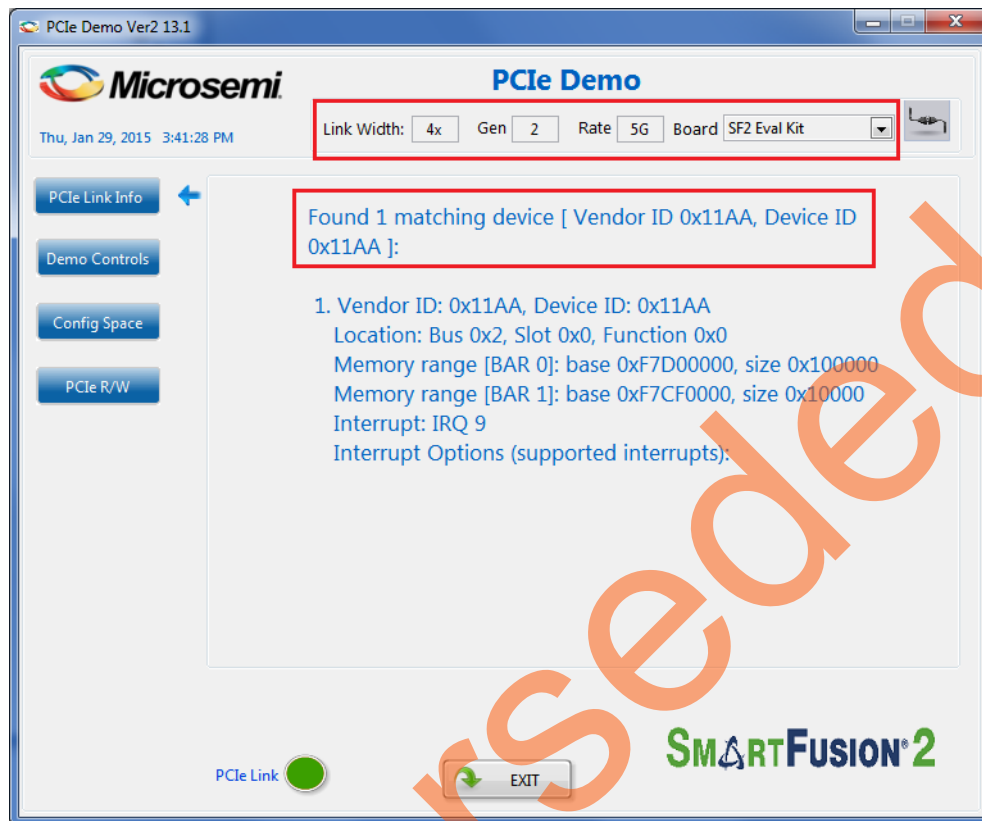 PCIe Demo Ver2 13.1
Microsemi.
PCIe Demo
Thu, Jan 29, 2015 3:41:28 PM
Link Width: 4x Gen 2 Rate 5G Board SF2 Eval Kit
PCIe Link Info
Demo Controls
Config Space
PCIe R/W
Found 1 matching device [ Vendor ID 0x11AA, Device ID
0x11AA ]:
1. Vendor ID: 0x11AA, Device ID: 0x11AA
Location: Bus 0x2, Slot 0x0, Function 0x0
Memory range [BAR 0]: base 0xF7D00000, size 0x100000
Memory range [BAR 1]: base 0xF7CF0000, size 0x10000
Interrupt: IRQ 9
Interrupt Options (supported interrupts):
SMARTFUSION® 2
PCIe Link
EXIT
rseded